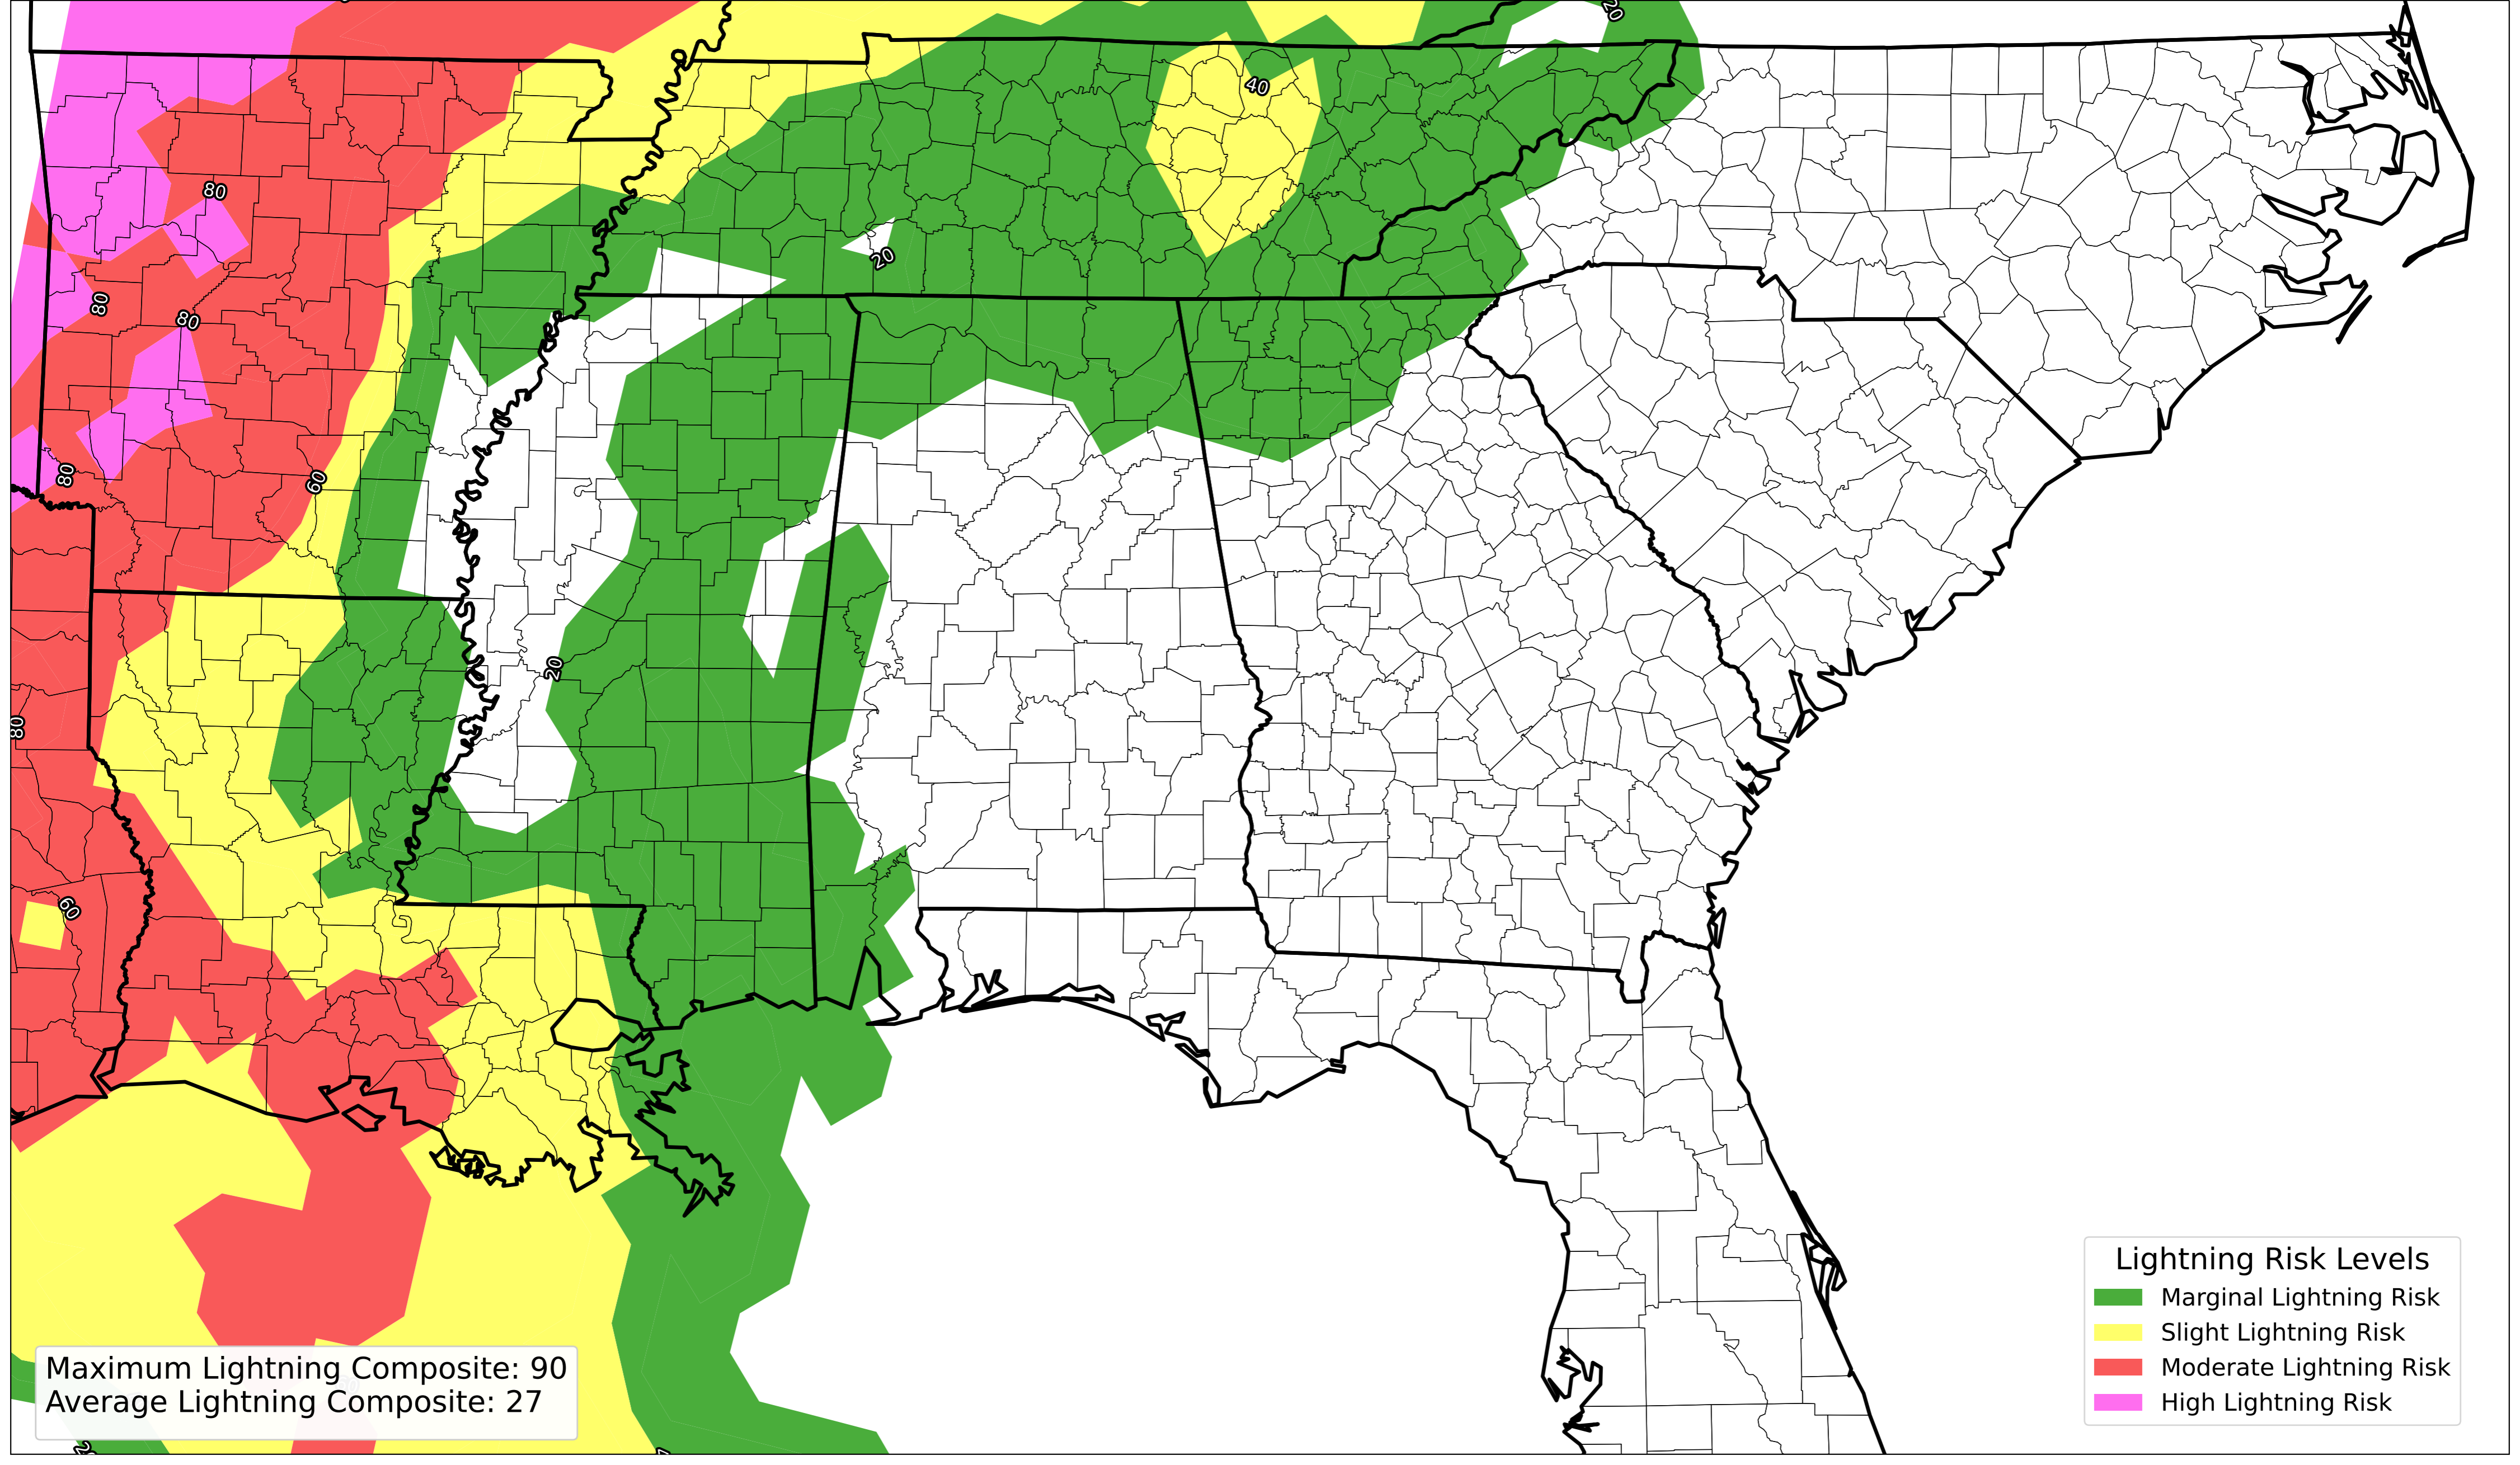 20
40
80
20
80
80
60
80
20
80
60
Maximum Lightning Composite: 90
Average Lightning Composite: 27
Lightning Risk Levels
Marginal Lightning Risk
Slight Lightning Risk
Moderate Lightning Risk
High Lightning Risk